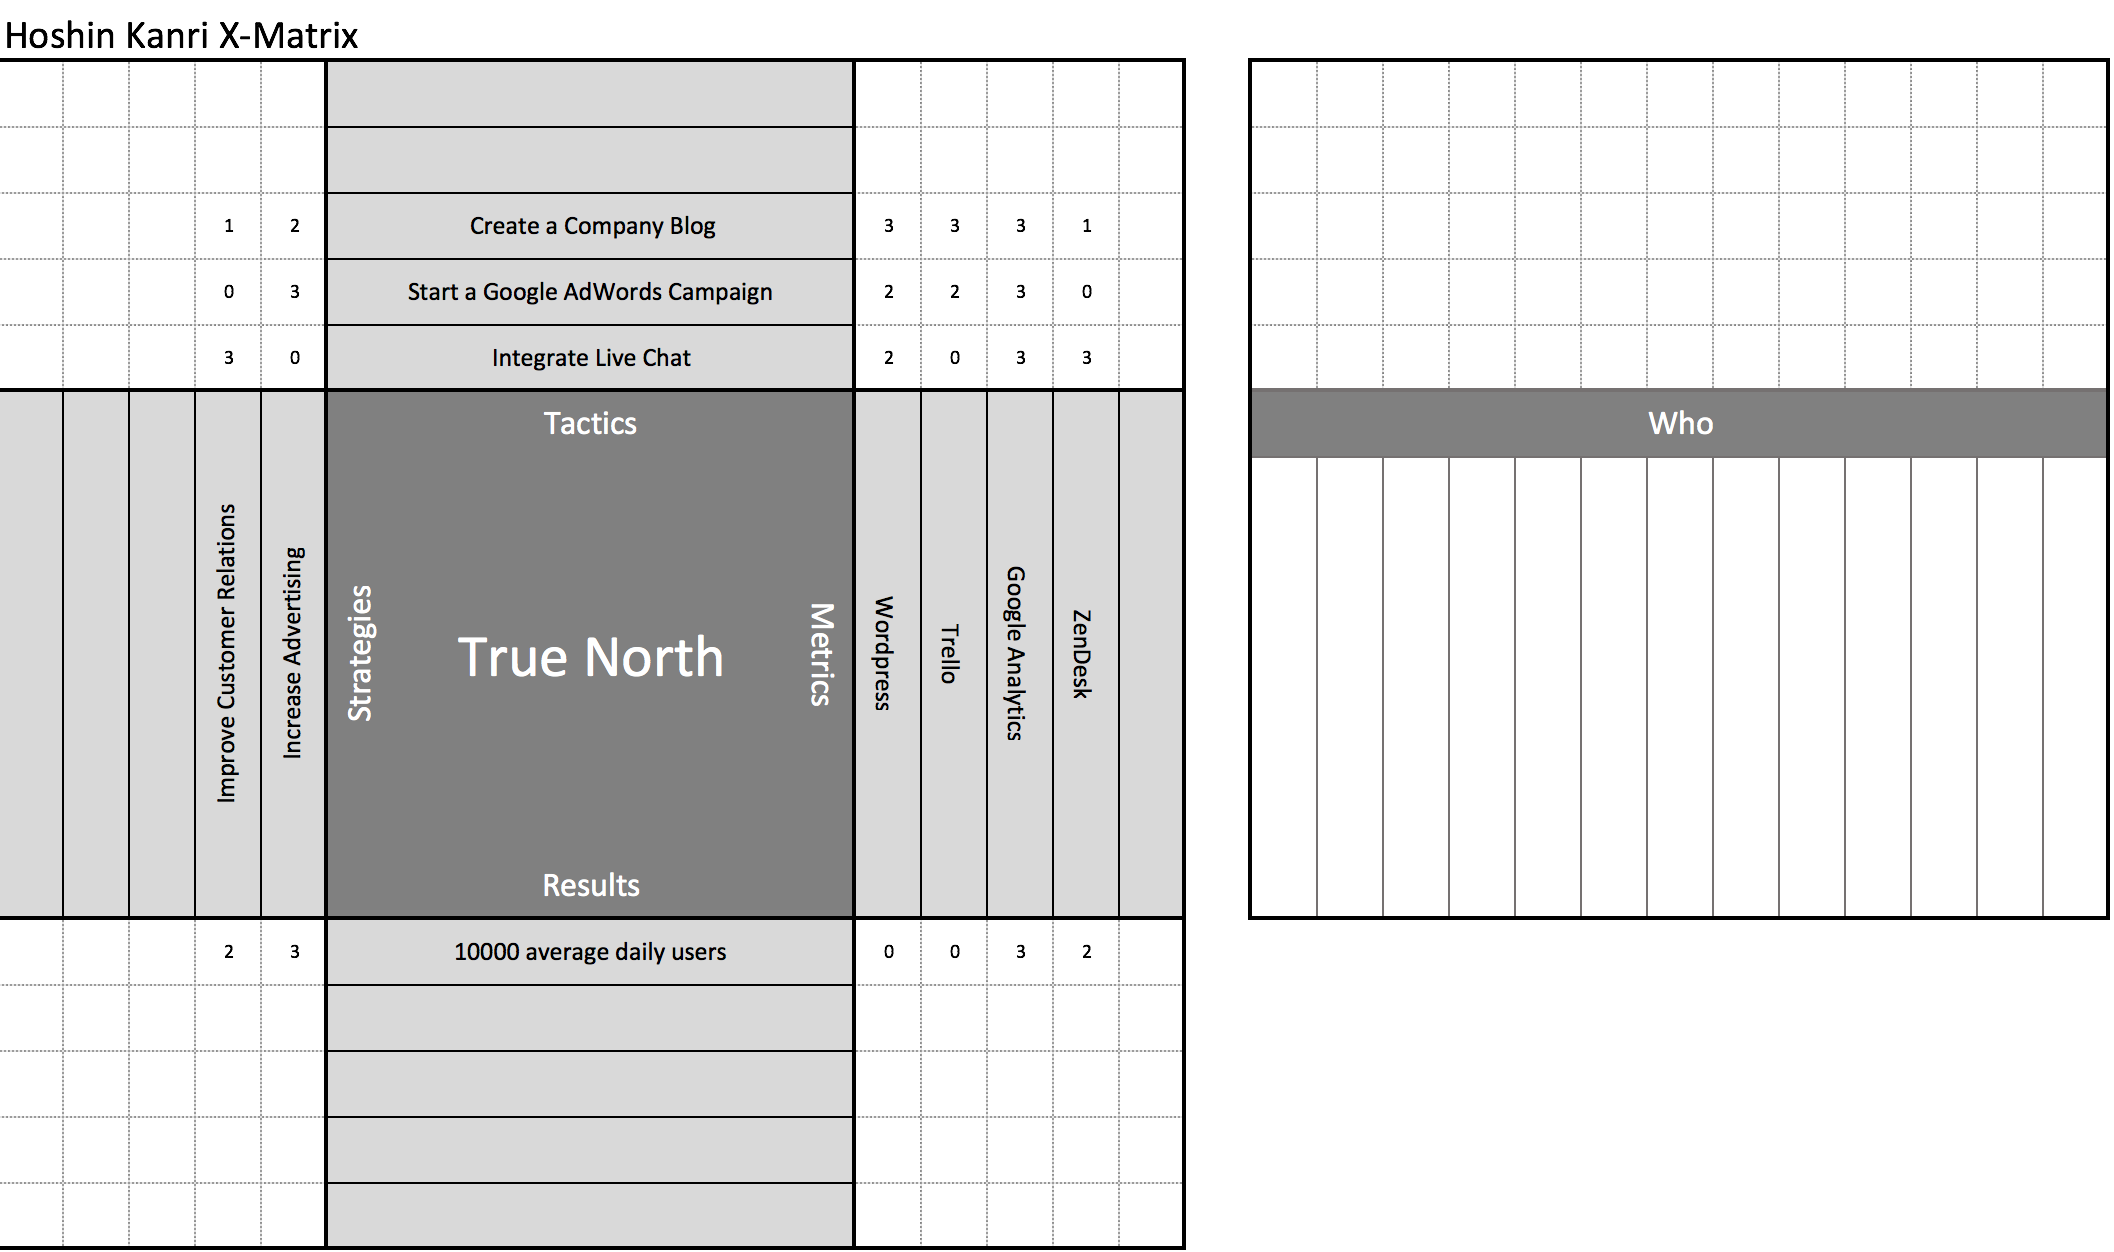 Hoshin Kanri X-Matrix
1 2 Create a Company Blog 3 3 3 1
0 3 Start a Google AdWords Campaign 2 2 3 0
3 0 Integrate Live Chat 2 0 3 3
Improve Customer Relations
Increase Advertising
Tactics
Strategies
True North
Metrics
Results
Wordpress
Trello
Google Analytics
ZenDesk
2 3 10000 average daily users 0 0 3 2
Who